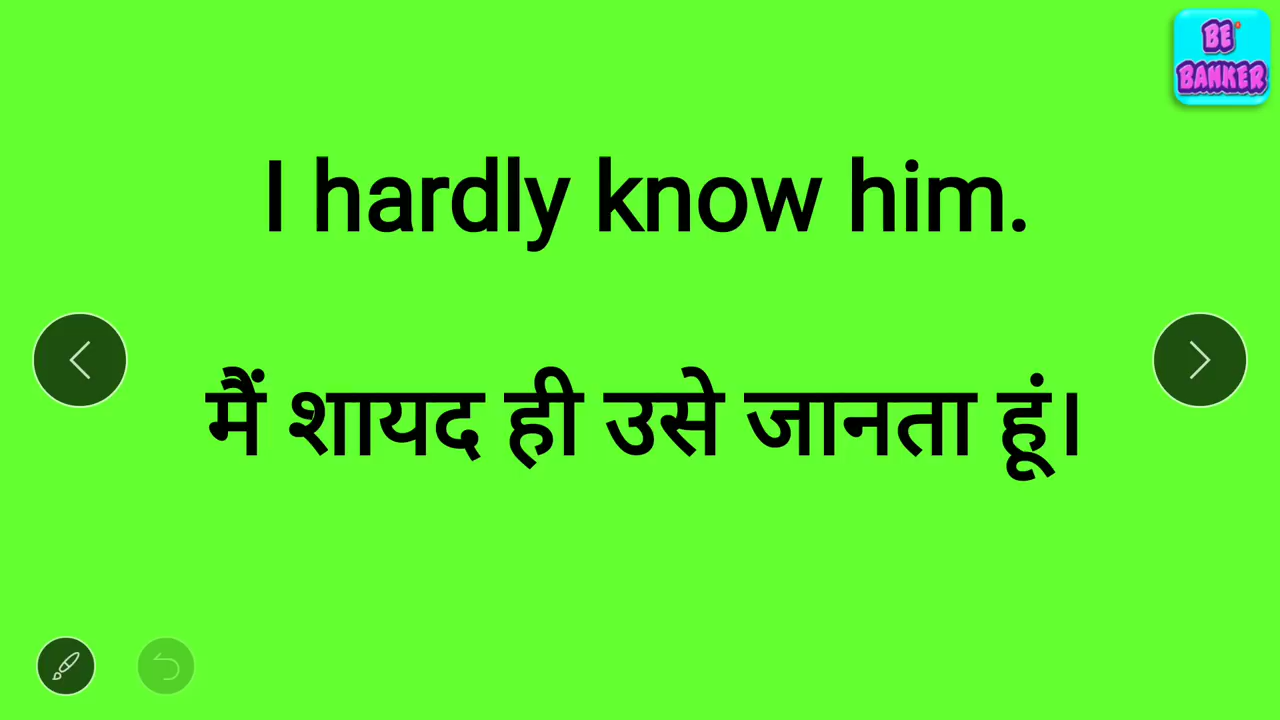 BE
BANKER
I hardly know him.
मैं शायद ही उसे जानता हूं।